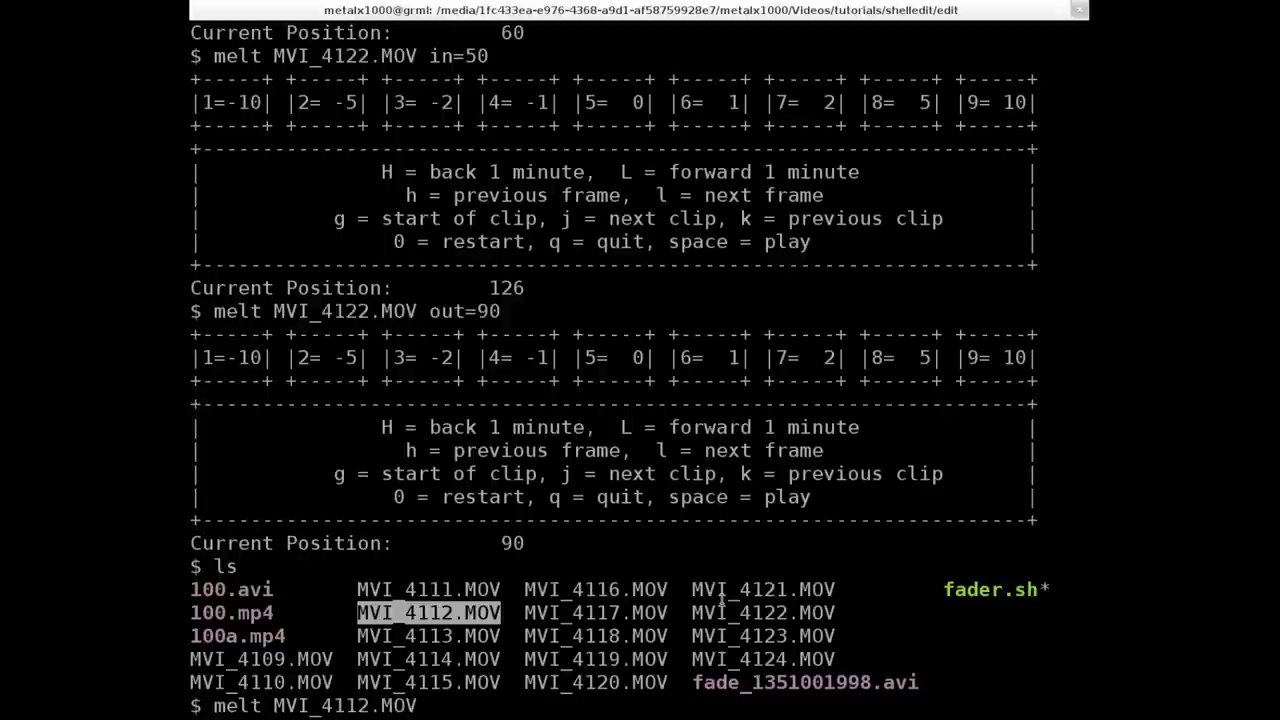 metalx1000@grml: /media/1fc433ea-e976-4368-a9d1-af58759928e7/metalx1000/Videos/tutorials/shelledit/edit
Current Position:         60
$ melt MVI_4122.MOV in=50
+-----+ +-----+ +-----+ +-----+ +-----+ +-----+ +-----+ +-----+ +-----+
|1=-10| |2= -5| |3= -2| |4= -1| |5=  0| |6=  1| |7=  2| |8=  5| |9= 10|
+-----+ +-----+ +-----+ +-----+ +-----+ +-----+ +-----+ +-----+ +-----+
+---------------------------------------------------------------------+
|               H = back 1 minute,  L = forward 1 minute              |
|                 h = previous frame,  l = next frame                 |
|           g = start of clip, j = next clip, k = previous clip       |
|                0 = restart, q = quit, space = play                  |
+---------------------------------------------------------------------+
Current Position:        126
$ melt MVI_4122.MOV out=90
+-----+ +-----+ +-----+ +-----+ +-----+ +-----+ +-----+ +-----+ +-----+
|1=-10| |2= -5| |3= -2| |4= -1| |5=  0| |6=  1| |7=  2| |8=  5| |9= 10|
+-----+ +-----+ +-----+ +-----+ +-----+ +-----+ +-----+ +-----+ +-----+
+---------------------------------------------------------------------+
|               H = back 1 minute,  L = forward 1 minute              |
|                 h = previous frame,  l = next frame                 |
|           g = start of clip, j = next clip, k = previous clip       |
|                0 = restart, q = quit, space = play                  |
+---------------------------------------------------------------------+
Current Position:         90
$ ls
100.avi       MVI_4111.MOV  MVI_4116.MOV  MVI_4121.MOV         fader.sh*
100.mp4       MVI_4112.MOV  MVI_4117.MOV  MVI_4122.MOV
100a.mp4      MVI_4113.MOV  MVI_4118.MOV  MVI_4123.MOV
MVI_4109.MOV  MVI_4114.MOV  MVI_4119.MOV  MVI_4124.MOV
MVI_4110.MOV  MVI_4115.MOV  MVI_4120.MOV  fade_1351001998.avi
$ melt MVI_4112.MOV